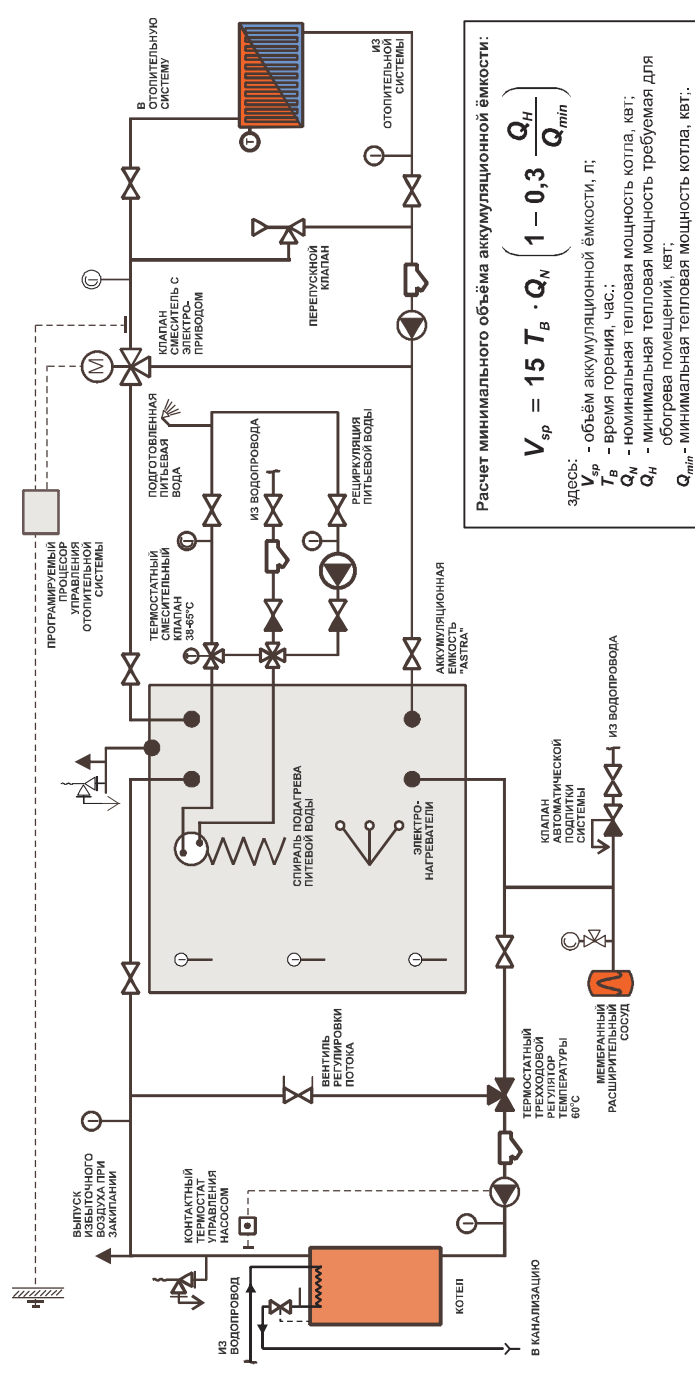 ВЫПУСК
ИЗБЫТОЧНОГО
ВОЗДУХА ПРИ
ЗАКИПАНИИ
КОНТАКТНЫЙ
ТЕРМОСТАТ
УПРАВЛЕНИЯ
НАСОСОМ
ИЗ
ВОДОПРОВОД
КОТЕП
В КАНАЛИЗАЦИЮ
ВЕНТИЛЬ
РЕГУЛИРОВКИ
ПОТОКА
ТЕРМОСТАТНЫЙ
ТРЕХХОДОВОЙ
РЕГУЛЯТОР
ТЕМПЕРАТУРЫ
60°С
МЕМБРАННЫЙ
РАСШИРИТЕЛЬНЫЙ
СОСУД
КЛАПАН
АВТОМАТИЧЕСКОЙ
ПОДПИТКИ
СИСТЕМЫ
ИЗ ВОДОПРОВОДА
СПИРАЛЬ ПОДАГРЕВА
ПИТЕВОЙ ВОДЫ
ЭЛЕКТРО-
НАГРЕВАТЕЛИ
АККУМУЛЯЦИОННАЯ
ЕМКОСТЬ
"ASTRA"
ПРОГРАМИРУЕМЫЙ
ПРОЦЕСОР
УПРАВЛЕНИЯ
ОТОПИТЕЛЬНОЙ
СИСТЕМЫ
ТЕРМОСТАТНЫЙ
СМЕСИТЕЛЬНЫЙ
КЛАПАН
38-65°С
ПОДГОТОВЛЕННАЯ
ПИТЬЕВАЯ
ВОДА
ИЗ ВОДОПРОВОДА
РЕЦИРКУЛЯЦИЯ
ПИТЬЕВОЙ ВОДЫ
M
КЛАПАН
СМЕСИТЕЛЬ С
ЭЛЕКТРО-
ПРИВОДОМ
ПЕРЕПУСКНОЙ
КЛАПАН
В
ОТОПИТЕЛЬНУЮ
СИСТЕМУ
T
ИЗ
ОТОПИТЕЛЬНОЙ
СИСТЕМЫ
Расчет минимального объёма аккумуляционной ёмкости:
V_sp = 15 T_B · Q_N (1 – 0,3 Q_H / Q_min)
здесь:
V_sp - объём аккумуляционной ёмкости, л;
T_B - время горения, час.;
Q_N - номинальная тепловая мощность котла, квт;
Q_H - минимальная тепловая мощность требуемая для
обогрева помещений, квт;
Q_min - минимальная тепловая мощность котла, квт;.